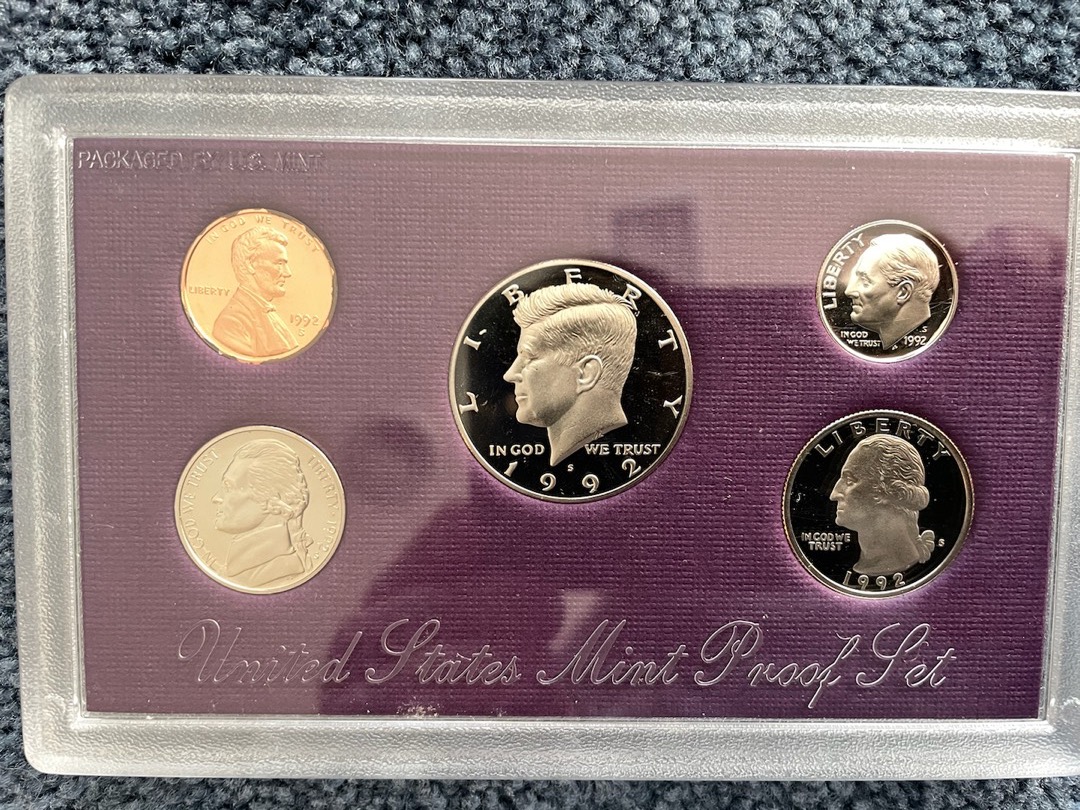 PACKAGED BY U.S. MINT
IN GOD WE TRUST
LIBERTY
1992
S
LIBERTY
IN GOD WE TRUST
S
1992
LIBERTY
IN GOD
WE TRUST
S
1992
IN GOD WE TRUST
LIBERTY
LIBERTY
IN GOD WE
TRUST
S
1992
United States Mint Proof Set